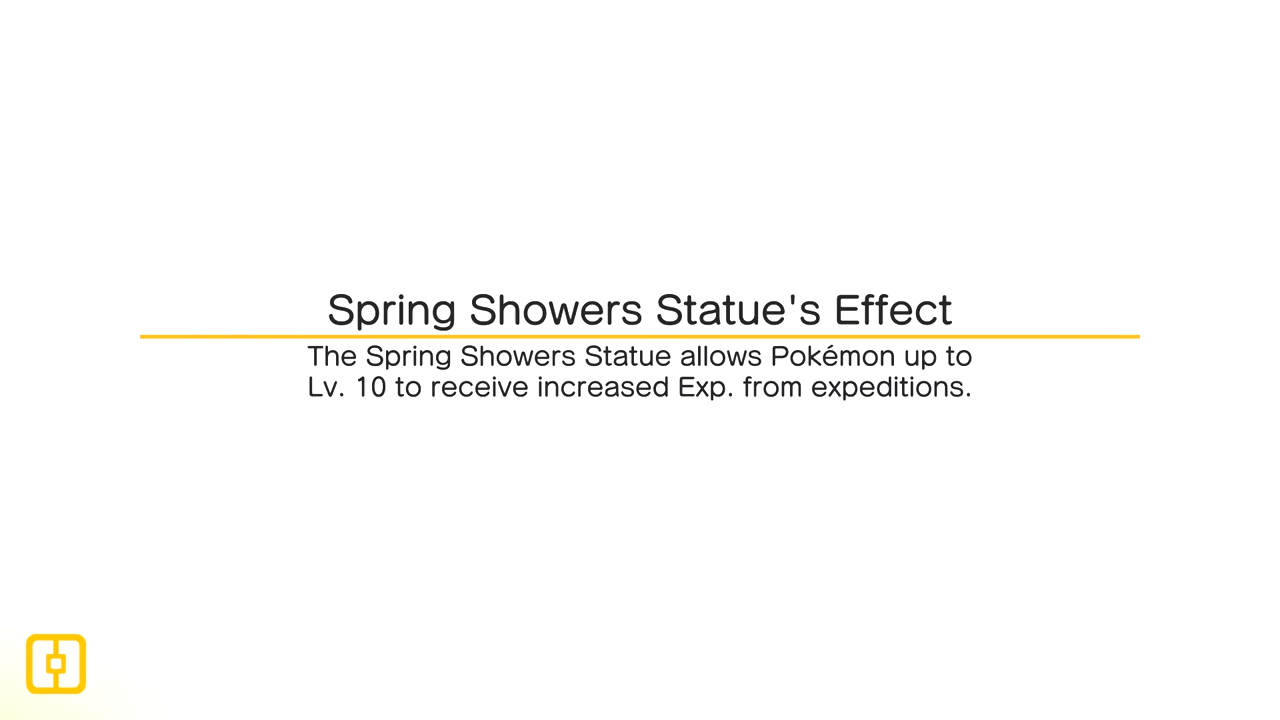 Spring Showers Statue's Effect
The Spring Showers Statue allows Pokémon up to
Lv. 10 to receive increased Exp. from expeditions.